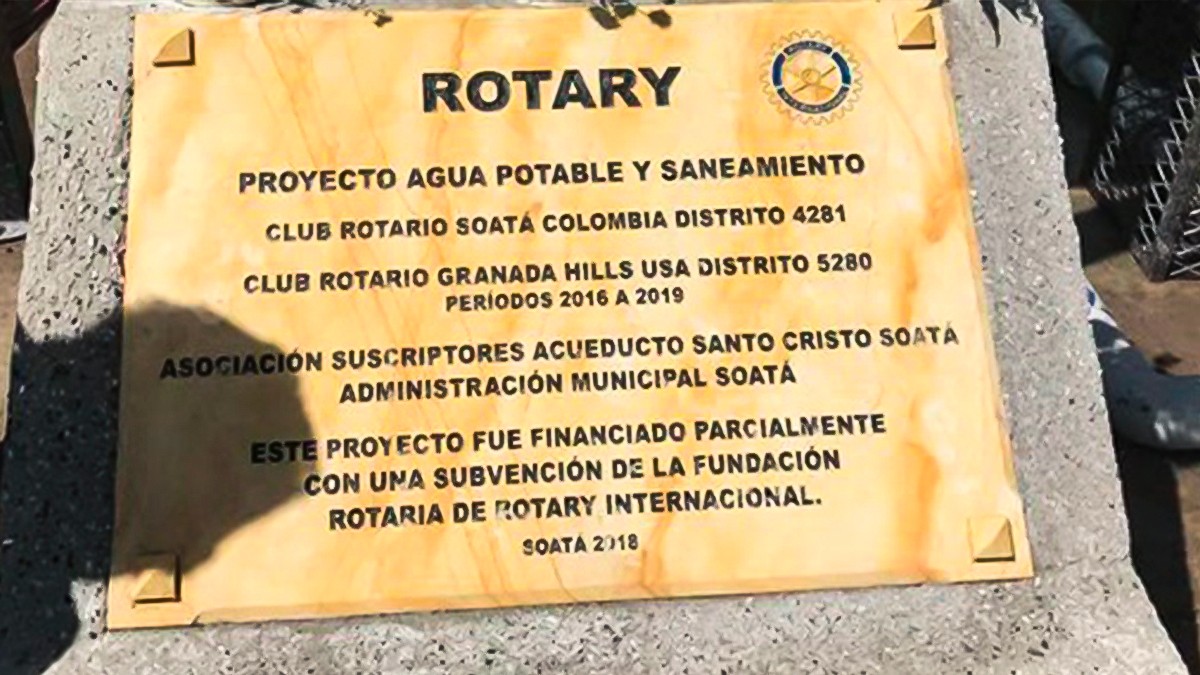 ROTARY
PROYECTO AGUA POTABLE Y SANEAMIENTO
CLUB ROTARIO SOATÁ COLOMBIA DISTRITO 4281
CLUB ROTARIO GRANADA HILLS USA DISTRITO 5280
PERÍODOS 2016 A 2019
ASOCIACIÓN SUSCRIPTORES ACUEDUCTO SANTO CRISTO SOATÁ
ADMINISTRACIÓN MUNICIPAL SOATÁ
ESTE PROYECTO FUE FINANCIADO PARCIALMENTE
CON UNA SUBVENCIÓN DE LA FUNDACIÓN
ROTARIA DE ROTARY INTERNACIONAL.
SOATÁ 2018